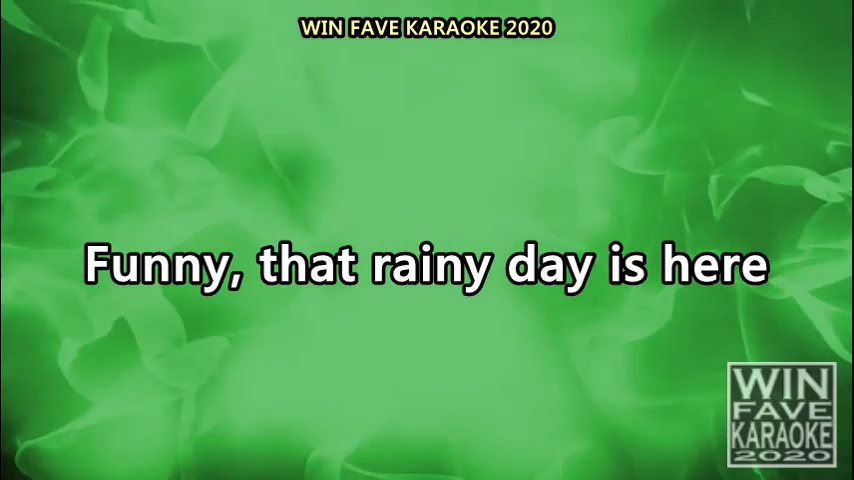 WIN FAVE KARAOKE 2020
Funny, that rainy day is here
WIN
FAVE
KARAOKE
2020